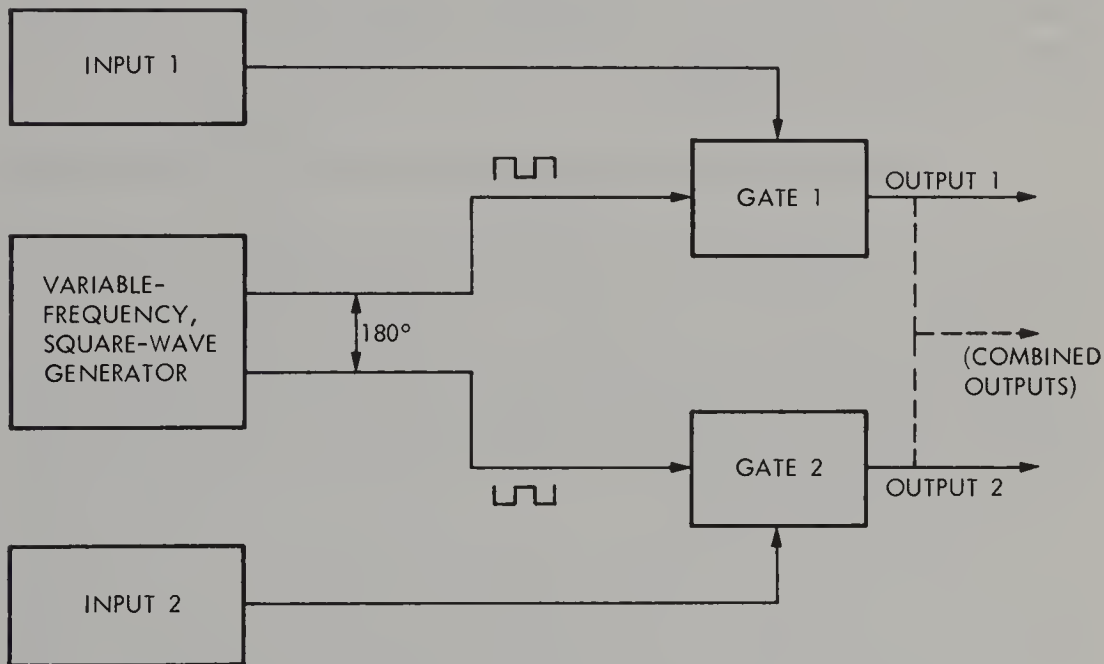 INPUT 1
GATE 1
OUTPUT 1
VARIABLE-
FREQUENCY,
SQUARE-WAVE
GENERATOR
180°
(COMBINED
OUTPUTS)
GATE 2
OUTPUT 2
INPUT 2